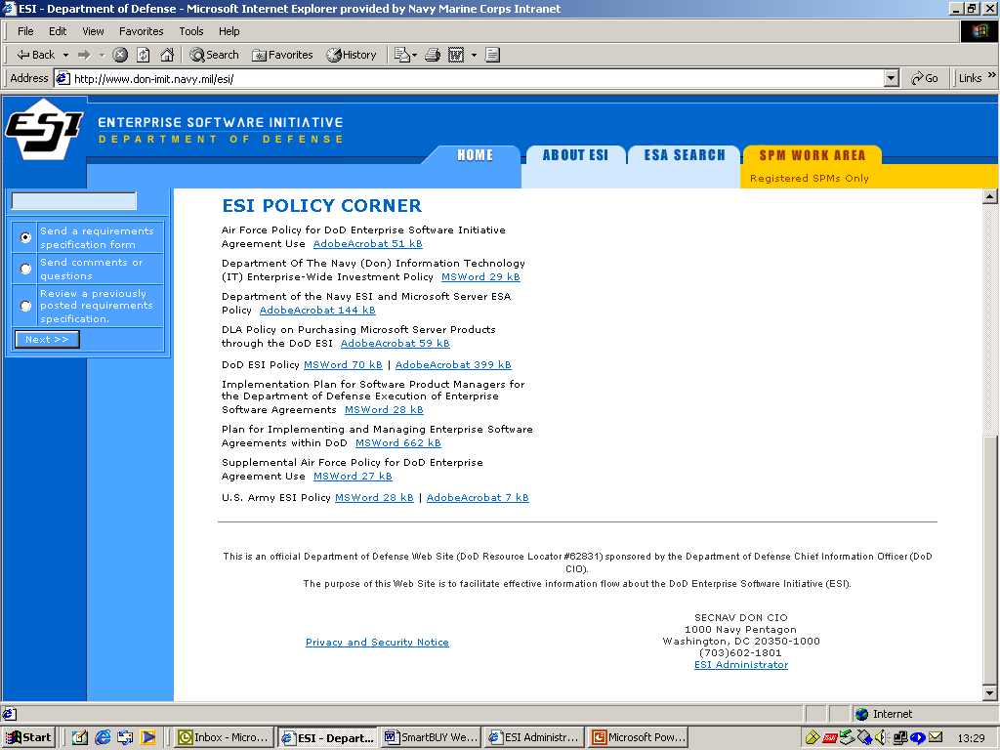 ESI - Department of Defense - Microsoft Internet Explorer provided by Navy Marine Corps Intranet
File Edit View Favorites Tools Help
Back Search Favorites History
Address http://www.don-imit.navy.mil/esi/ Go Links »
ESI
ENTERPRISE SOFTWARE INITIATIVE
DEPARTMENT OF DEFENSE
HOME ABOUT ESI ESA SEARCH SPM WORK AREA
Registered SPMs Only
Send a requirements
specification form
Send comments or
questions
Review a previously
posted requirements
specification.
Next >>
ESI POLICY CORNER
Air Force Policy for DoD Enterprise Software Initiative
Agreement Use AdobeAcrobat 51 kB
Department Of The Navy (Don) Information Technology
(IT) Enterprise-Wide Investment Policy MSWord 29 kB
Department of the Navy ESI and Microsoft Server ESA
Policy AdobeAcrobat 144 kB
DLA Policy on Purchasing Microsoft Server Products
through the DoD ESI AdobeAcrobat 59 kB
DoD ESI Policy MSWord 70 kB | AdobeAcrobat 399 kB
Implementation Plan for Software Product Managers for
the Department of Defense Execution of Enterprise
Software Agreements MSWord 28 kB
Plan for Implementing and Managing Enterprise Software
Agreements within DoD MSWord 662 kB
Supplemental Air Force Policy for DoD Enterprise
Agreement Use MSWord 27 kB
U.S. Army ESI Policy MSWord 28 kB | AdobeAcrobat 7 kB
This is an official Department of Defense Web Site (DoD Resource Locator #62831) sponsored by the Department of Defense Chief Information Officer (DoD
CIO).
The purpose of this Web Site is to facilitate effective information flow about the DoD Enterprise Software Initiative (ESI).
Privacy and Security Notice
SECNAV DON CIO
1000 Navy Pentagon
Washington, DC 20350-1000
(703)602-1801
ESI Administrator
Internet
Start Inbox - Micro... ESI - Depart... SmartBUY We... ESI Administr... Microsoft Pow... 13:29